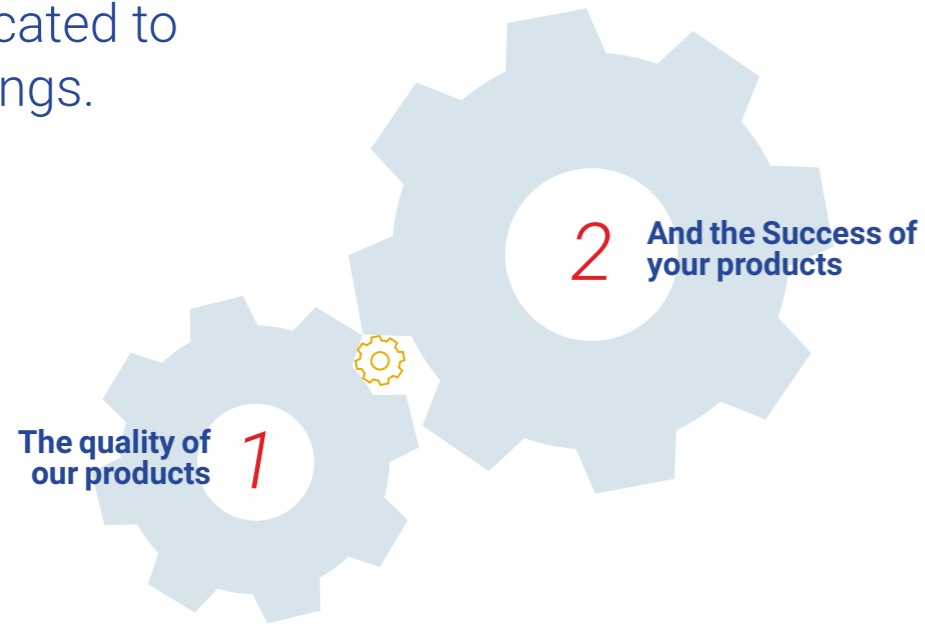 cated to
ngs.
2
And the Success of
your products
The quality of
our products
1